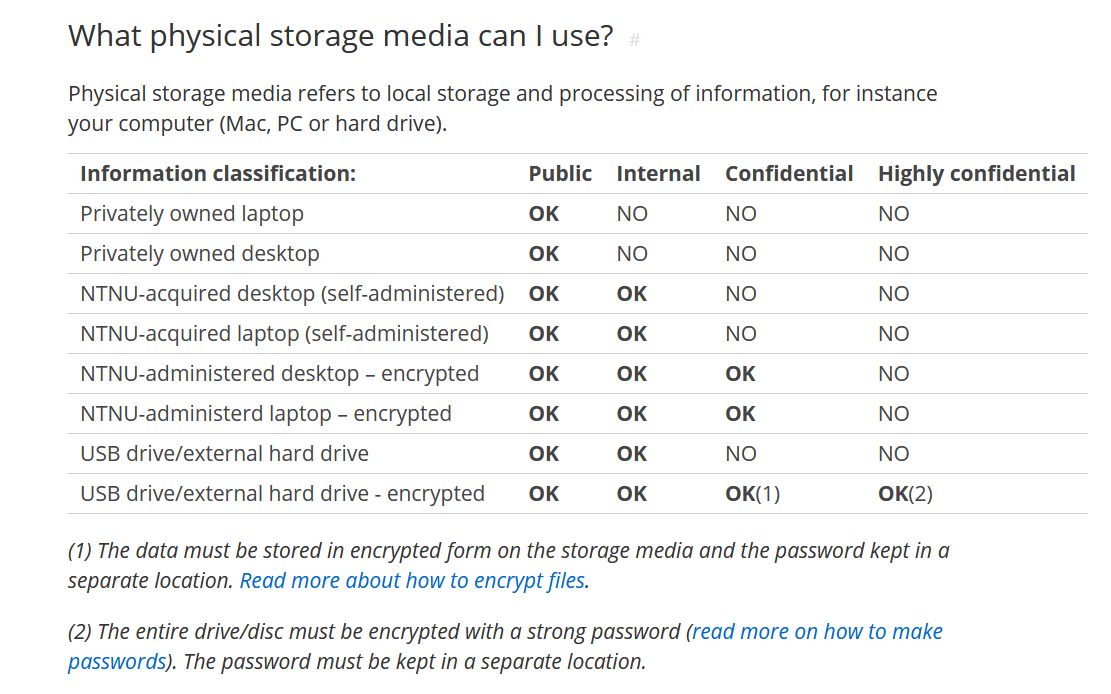 What physical storage media can I use? #
Physical storage media refers to local storage and processing of information, for instance
your computer (Mac, PC or hard drive).
Information classification: Public Internal Confidential Highly confidential
Privately owned laptop OK NO NO NO
Privately owned desktop OK NO NO NO
NTNU-acquired desktop (self-administered) OK OK NO NO
NTNU-acquired laptop (self-administered) OK OK NO NO
NTNU-administered desktop – encrypted OK OK OK NO
NTNU-administerd laptop – encrypted OK OK OK NO
USB drive/external hard drive OK OK NO NO
USB drive/external hard drive - encrypted OK OK OK(1) OK(2)
(1) The data must be stored in encrypted form on the storage media and the password kept in a
separate location. Read more about how to encrypt files.
(2) The entire drive/disc must be encrypted with a strong password (read more on how to make
passwords). The password must be kept in a separate location.